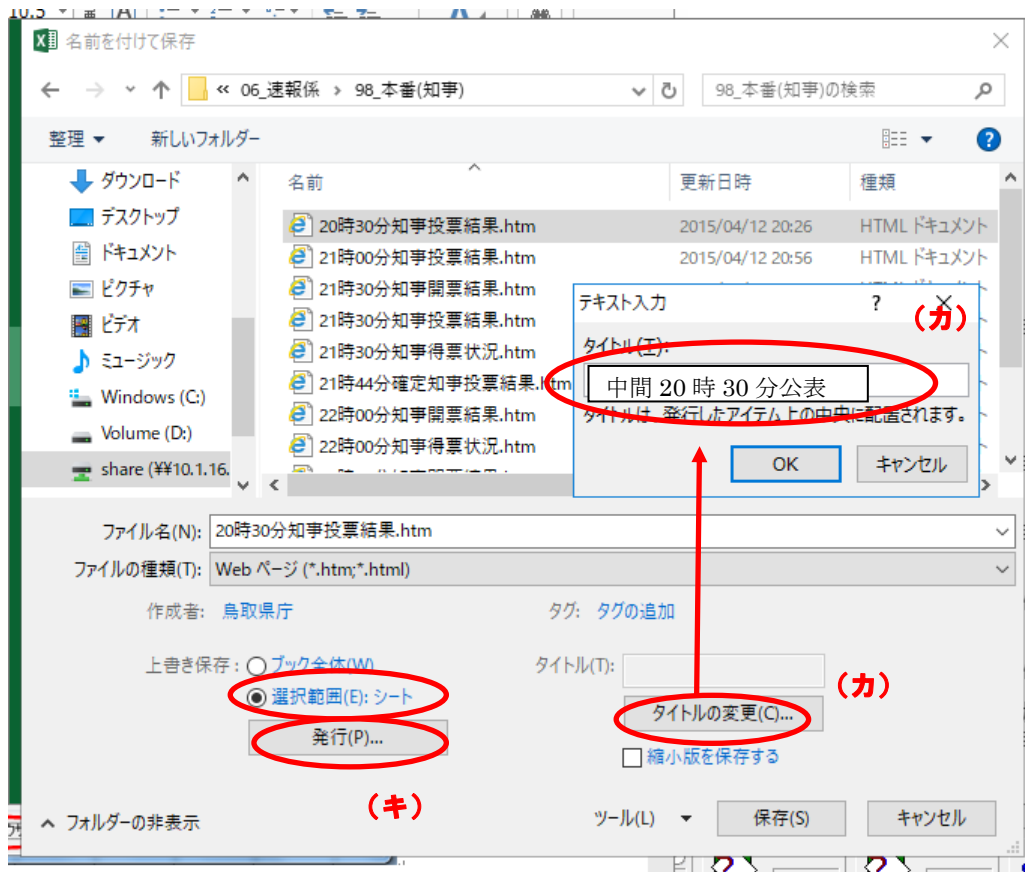 10.5
名前を付けて保存
« 06_速報係 › 98_本番(知事)
98_本番(知事)の検索
整理 ▼ 新しいフォルダー
ダウンロード
デスクトップ
ドキュメント
ピクチャ
ビデオ
ミュージック
Windows (C:)
Volume (D:)
share (¥¥10.1.16.
名前 更新日時 種類
20時30分知事投票結果.htm 2015/04/12 20:26 HTML ドキュメント
21時00分知事投票結果.htm 2015/04/12 20:56 HTML ドキュメント
21時30分知事開票結果.htm
21時30分知事投票結果.htm
21時30分知事得票状況.htm
21時44分確定知事投票結果.htm
22時00分知事開票結果.htm
22時00分知事得票状況.htm
テキスト入力 ?
(カ)
タイトル(T):
中間 20 時 30 分公表
タイトルは、発行したアイテム上の中央に配置されます。
OK キャンセル
ファイル名(N): 20時30分知事投票結果.htm
ファイルの種類(T): Web ページ (*.htm;*.html)
作成者: 鳥取県庁 タグ: タグの追加
上書き保存 : ブック全体(W) タイトル(T):
選択範囲(E): シート
(カ)
発行(P)... タイトルの変更(C)...
縮小版を保存する
(キ)
フォルダーの非表示 ツール(L) ▼ 保存(S) キャンセル